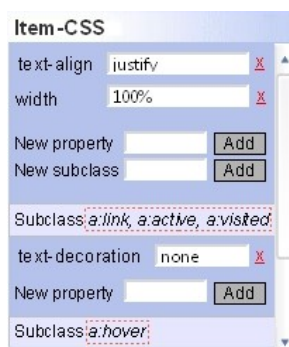 Item-CSS
text-align justify X
width 100% X
New property Add
New subclass Add
Subclass a:link, a:active, a:visited
text-decoration none X
New property Add
Subclass a:hover